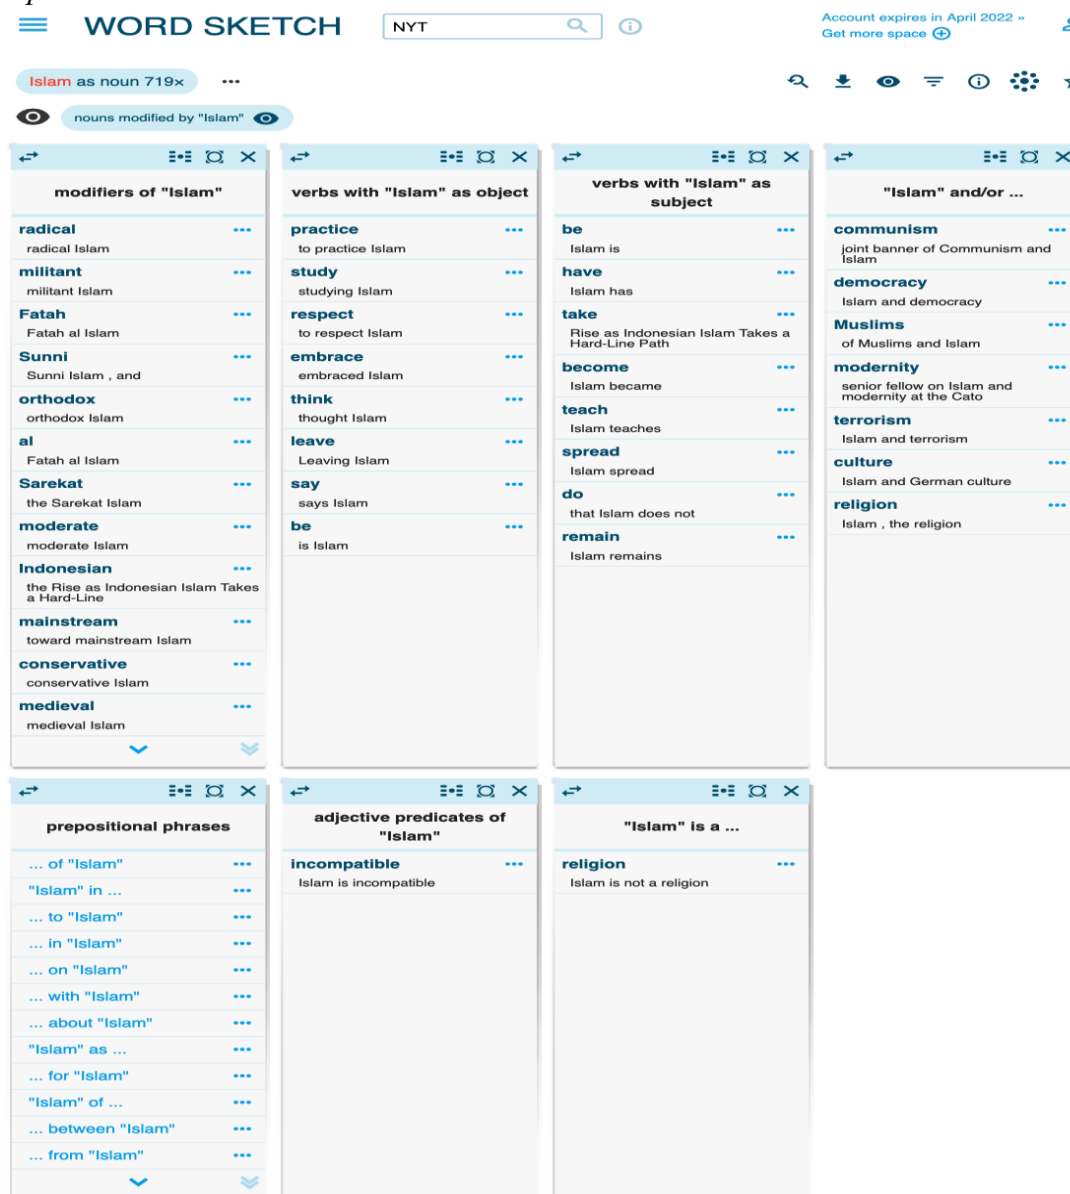 WORD SKETCH
NYT
Account expires in April 2022 »
Get more space
Islam as noun 719×
•••
nouns modified by "Islam"
modifiers of "Islam"
radical
radical Islam
militant
militant Islam
Fatah
Fatah al Islam
Sunni
Sunni Islam , and
orthodox
orthodox Islam
al
Fatah al Islam
Sarekat
the Sarekat Islam
moderate
moderate Islam
Indonesian
the Rise as Indonesian Islam Takes
a Hard-Line
mainstream
toward mainstream Islam
conservative
conservative Islam
medieval
medieval Islam
verbs with "Islam" as object
practice
to practice Islam
study
studying Islam
respect
to respect Islam
embrace
embraced Islam
think
thought Islam
leave
Leaving Islam
say
says Islam
be
is Islam
verbs with "Islam" as
subject
be
Islam is
have
Islam has
take
Rise as Indonesian Islam Takes a
Hard-Line Path
become
Islam became
teach
Islam teaches
spread
Islam spread
do
that Islam does not
remain
Islam remains
"Islam" and/or ...
communism
joint banner of Communism and
Islam
democracy
Islam and democracy
Muslims
of Muslims and Islam
modernity
senior fellow on Islam and
modernity at the Cato
terrorism
Islam and terrorism
culture
Islam and German culture
religion
Islam , the religion
prepositional phrases
... of "Islam"
"Islam" in ...
... to "Islam"
... in "Islam"
... on "Islam"
... with "Islam"
... about "Islam"
"Islam" as ...
... for "Islam"
"Islam" of ...
... between "Islam"
... from "Islam"
adjective predicates of
"Islam"
incompatible
Islam is incompatible
"Islam" is a ...
religion
Islam is not a religion